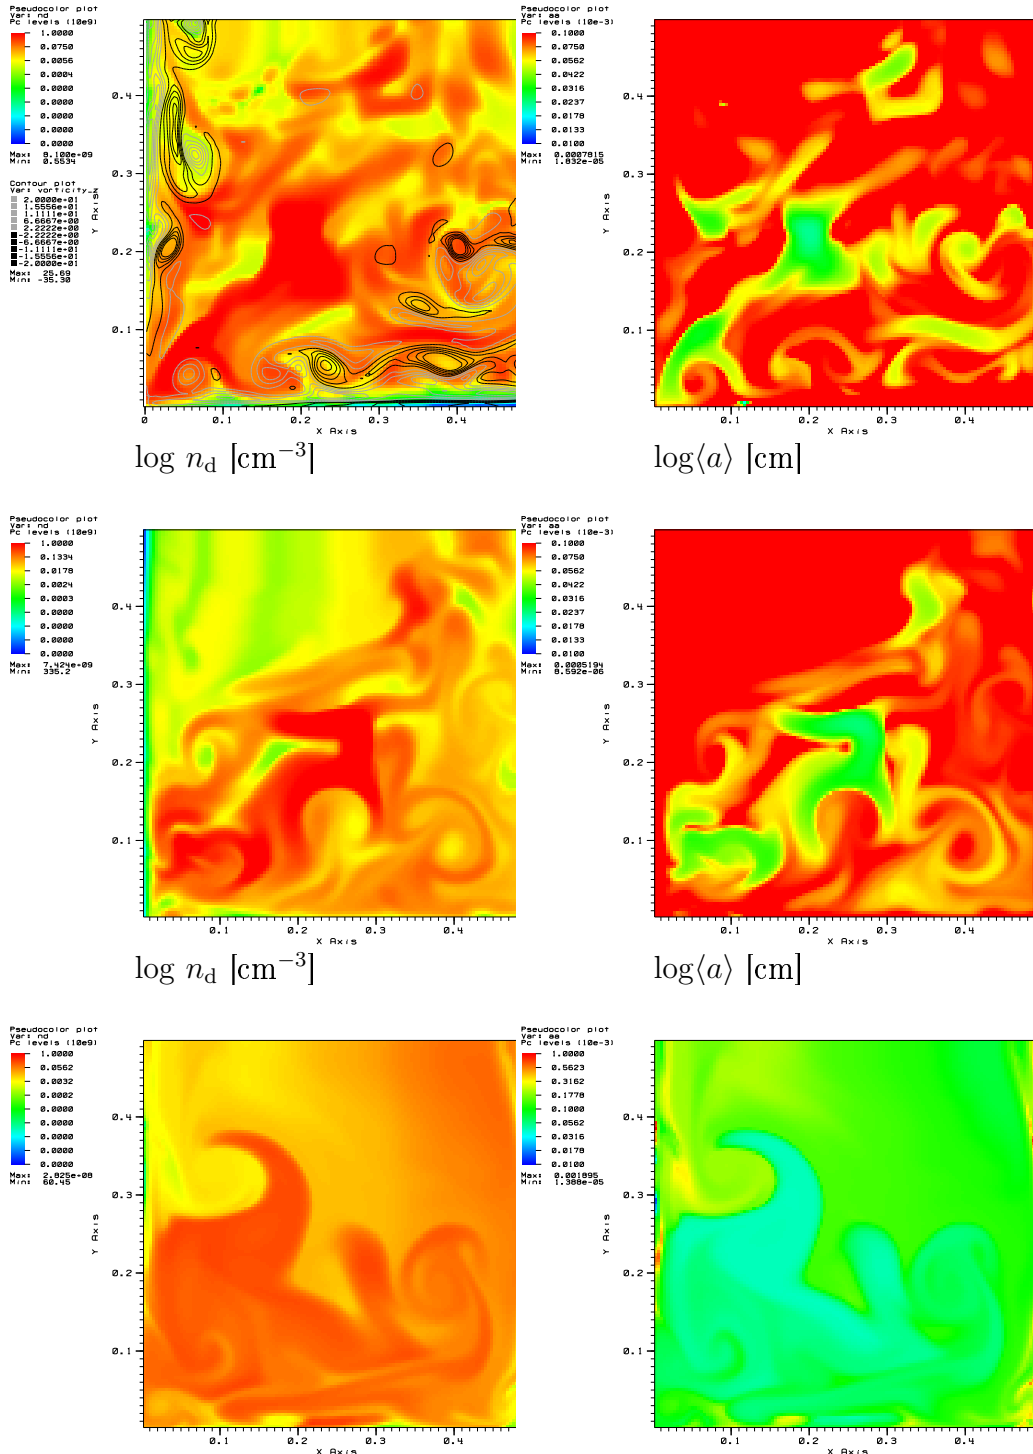 Pseudocolor plot
Var: nd
Pc levels (10e9)
1.0000
0.0750
0.0056
0.0004
0.0000
0.0000
0.0000
0.0000
Max: 8.100e+09
Min: 0.5534
Contour plot
Var: vorticity_z
2.0000e+01
1.5556e+01
1.1111e+01
6.6667e+00
2.2222e+00
-2.2222e+00
-6.6667e+00
-1.1111e+01
-1.5556e+01
-2.0000e+01
Max: 25.69
Min: -35.30
Y Axis
0.4
0.3
0.2
0.1
0 0.1 0.2 0.3 0.4
X Axis
log n_d [cm⁻³]
Pseudocolor plot
Var: aa
Pc levels (10e-3)
0.1000
0.0750
0.0562
0.0422
0.0316
0.0237
0.0178
0.0133
0.0100
Max: 0.0007815
Min: 1.832e-05
Y Axis
0.4
0.3
0.2
0.1
0.1 0.2 0.3 0.4
X Axis
log⟨a⟩ [cm]
Pseudocolor plot
Var: nd
Pc levels (10e9)
1.0000
0.1334
0.0178
0.0024
0.0003
0.0000
0.0000
0.0000
0.0000
Max: 7.424e+09
Min: 335.2
Y Axis
0.4
0.3
0.2
0.1
0.1 0.2 0.3 0.4
X Axis
log n_d [cm⁻³]
Pseudocolor plot
Var: aa
Pc levels (10e-3)
0.1000
0.0750
0.0562
0.0422
0.0316
0.0237
0.0178
0.0133
0.0100
Max: 0.0005194
Min: 8.592e-06
Y Axis
0.4
0.3
0.2
0.1
0.1 0.2 0.3 0.4
X Axis
log⟨a⟩ [cm]
Pseudocolor plot
Var: nd
Pc levels (10e9)
1.0000
0.0562
0.0032
0.0002
0.0000
0.0000
0.0000
0.0000
Max: 2.825e+08
Min: 60.45
Y Axis
0.4
0.3
0.2
0.1
0.1 0.2 0.3 0.4
X Axis
Pseudocolor plot
Var: aa
Pc levels (10e-3)
1.0000
0.5623
0.3162
0.1778
0.1000
0.0562
0.0316
0.0178
0.0100
Max: 0.001895
Min: 1.388e-05
Y Axis
0.4
0.3
0.2
0.1
0.1 0.2 0.3 0.4
X Axis